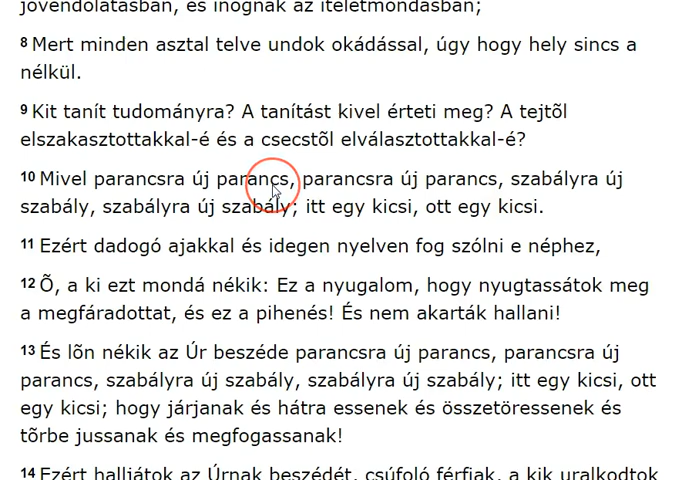 jövendölatásban, és inognak az ítéletmondásban;
8 Mert minden asztal telve undok okádással, úgy hogy hely sincs a
nélkül.
9 Kit tanít tudományra? A tanítást kivel érteti meg? A tejtõl
elszakasztottakkal-é és a csecstõl elválasztottakkal-é?
10 Mivel parancsra új parancs, parancsra új parancs, szabályra új
szabály, szabályra új szabály; itt egy kicsi, ott egy kicsi.
11 Ezért dadogó ajakkal és idegen nyelven fog szólni e néphez,
12 Õ, a ki ezt mondá nékik: Ez a nyugalom, hogy nyugtassátok meg
a megfáradottat, és ez a pihenés! És nem akarták hallani!
13 És lõn nékik az Úr beszéde parancsra új parancs, parancsra új
parancs, szabályra új szabály, szabályra új szabály; itt egy kicsi, ott
egy kicsi; hogy járjanak és hátra essenek és összetöressenek és
tõrbe jussanak és megfogassanak!
14 Ezért halljátok az Úrnak beszédét, csúfoló férfiak, a kik uralkodtok